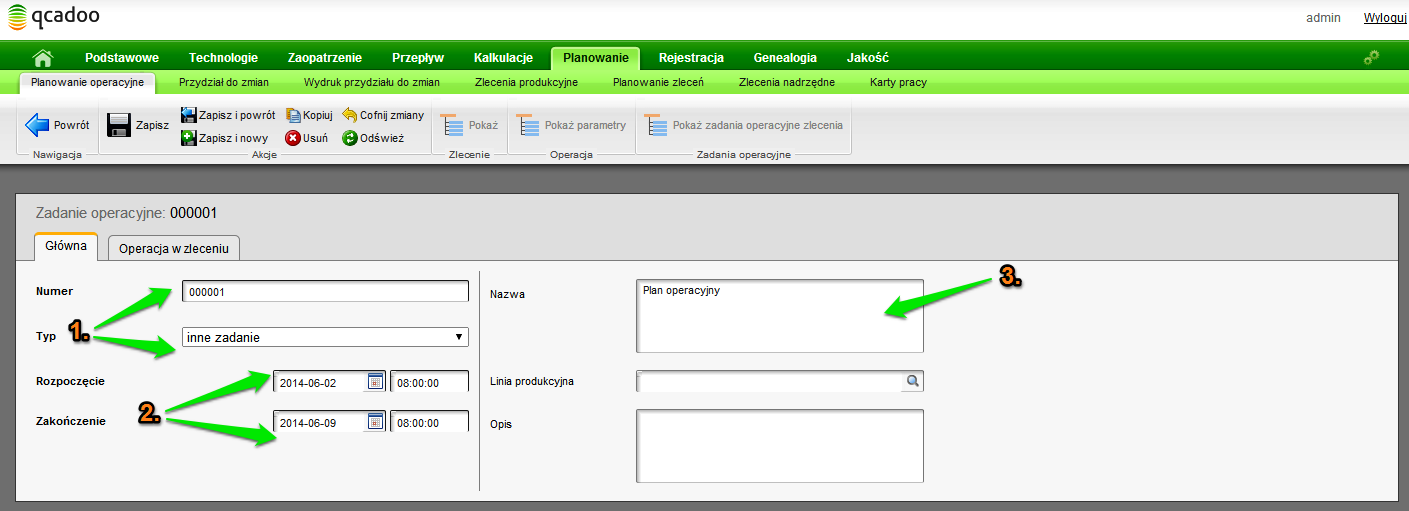 qcadoo
admin Wyloguj
Podstawowe Technologie Zaopatrzenie Przepływ Kalkulacje Planowanie Rejestracja Genealogia Jakość
Planowanie operacyjne Przydział do zmian Wydruk przydziału do zmian Zlecenia produkcyjne Planowanie zleceń Zlecenia nadrzędne Karty pracy
Powrót Zapisz Zapisz i powrót Kopiuj Cofnij zmiany Pokaż Pokaż parametry Pokaż zadania operacyjne zlecenia
Zapisz i nowy Usuń Odśwież
Nawigacja Akcje Zlecenie Operacja Zadania operacyjne
Zadanie operacyjne: 000001
Główna Operacja w zleceniu
Numer 000001
Typ inne zadanie
1.
Rozpoczęcie 2014-06-02 08:00:00
Zakończenie 2014-06-09 08:00:00
2.
Nazwa Plan operacyjny
3.
Linia produkcyjna
Opis